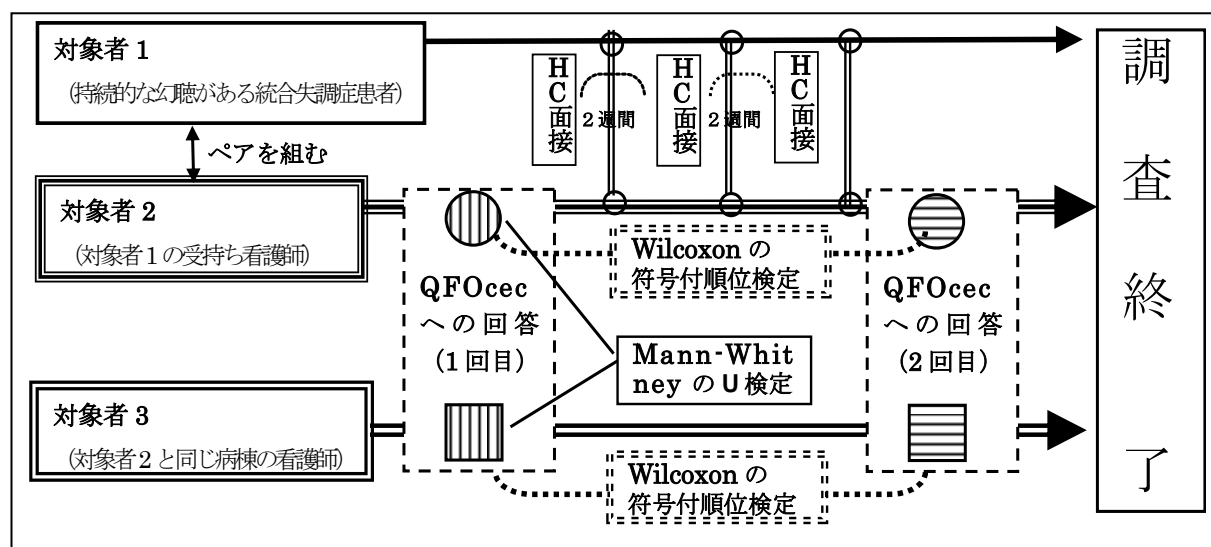 対象者 1
(持続的な幻聴がある統合失調症患者)
ペアを組む
対象者 2
(対象者 1 の受持ち看護師)
対象者 3
(対象者 2 と同じ病棟の看護師)
HC面接
2 週間
HC面接
2 週間
HC面接
QFOcec
への回答
(1 回目)
Wilcoxon の
符号付順位検定
Mann-Whit
ney の U 検定
Wilcoxon の
符号付順位検定
QFOcec
への回答
(2 回目)
調査終了